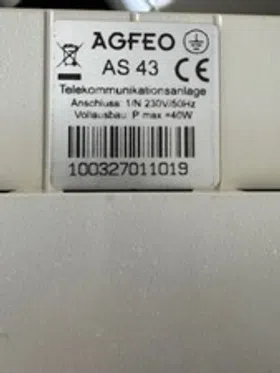 AGFEO
AS 43 CE
Telekommunikationsanlage
Anschluss: 1/N 230V/50Hz
Vollausbau: P max =40W
100327011019